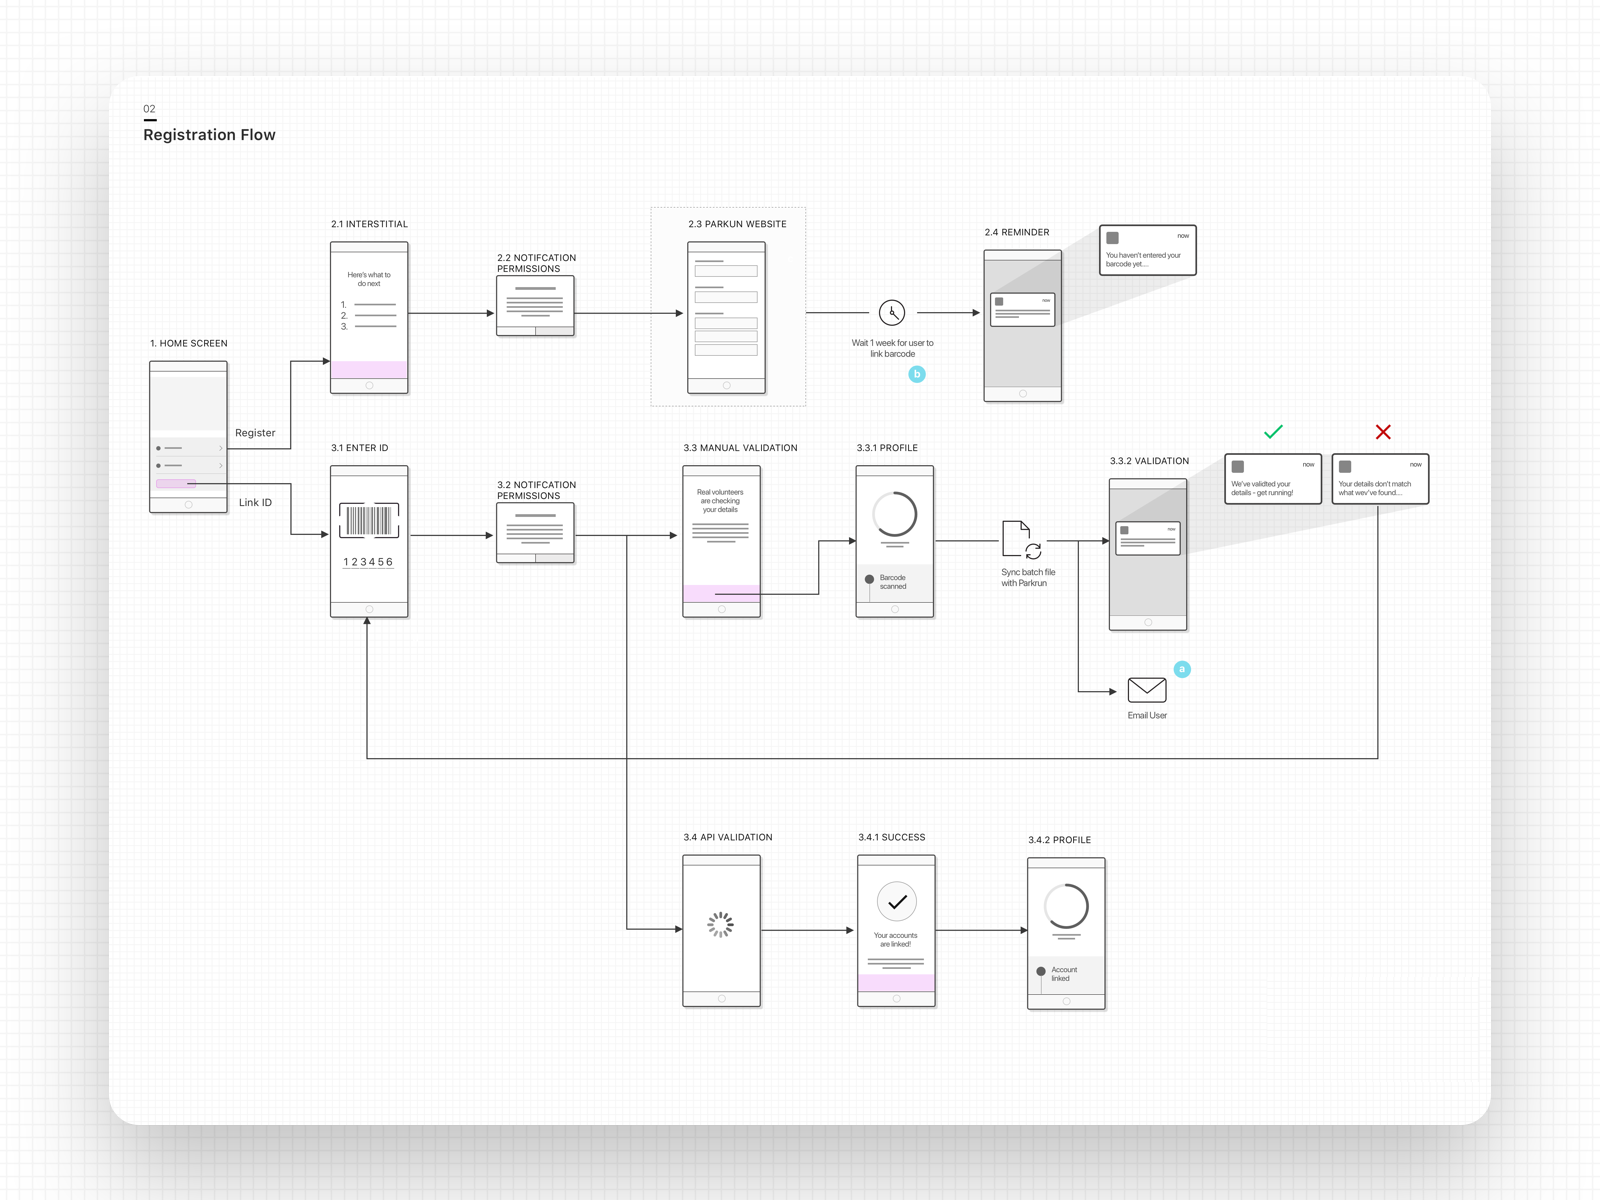 02
Registration Flow
2.1 INTERSTITIAL
Here's what to
do next
1.
2.
3.
2.2 NOTIFCATION
PERMISSIONS
2.3 PARKUN WEBSITE
Wait 1 week for user to
link barcode
b
2.4 REMINDER
now
now
You haven't entered your
barcode yet....
1. HOME SCREEN
Register
Link ID
3.1 ENTER ID
1 2 3 4 5 6
3.2 NOTIFCATION
PERMISSIONS
3.3 MANUAL VALIDATION
Real volunteers
are checking
your details
3.3.1 PROFILE
Barcode
scanned
Sync batch file
with Parkrun
3.3.2 VALIDATION
now
now
We've validted your
details - get running!
now
Your details don't match
what wev've found....
a
Email User
3.4 API VALIDATION
3.4.1 SUCCESS
Your accounts
are linked!
3.4.2 PROFILE
Account
linked